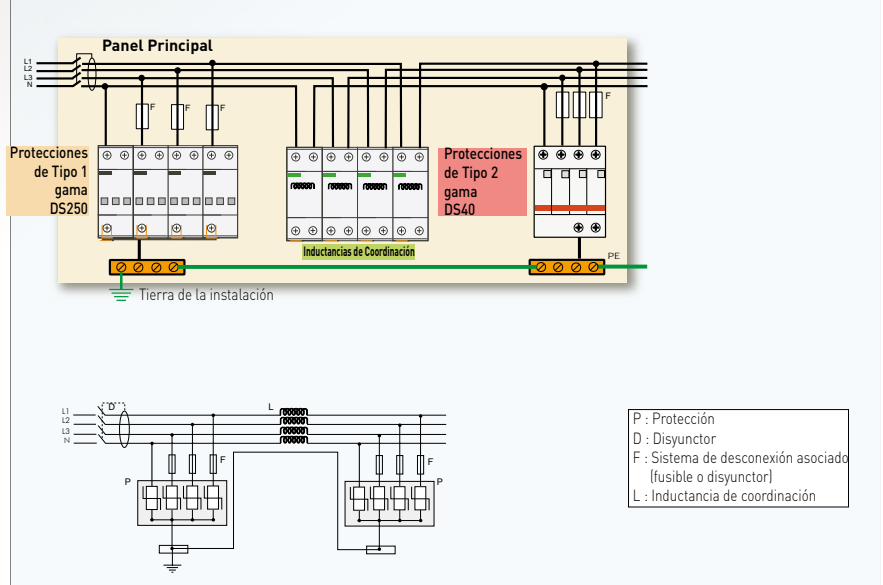 Panel Principal
L1
L2
L3
N
F
F
F
F
Protecciones
de Tipo 1
gama
DS250
Protecciones
de Tipo 2
gama
DS40
Inductancias de Coordinación
PE
Tierra de la instalación
D
L
L1
L2
L3
N
F
F
P
P
P : Protección
D : Disyunctor
F : Sistema de desconexión asociado
(fusible o disyunctor)
L : Inductancia de coordinación